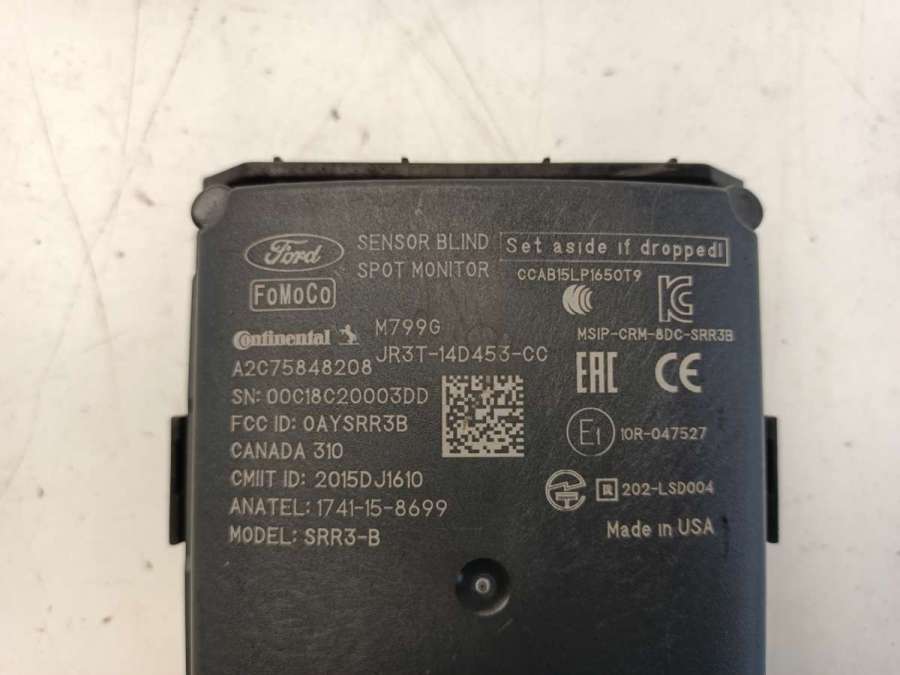 Ford
FoMoCo
SENSOR BLIND
SPOT MONITOR
Set aside if dropped!
CCAB15LP1650T9
MSIP-CRM-8DC-SRR3B
Continental
M799G
JR3T-14D453-CC
A2C75848208
SN: 00C18C20003DD
FCC ID: OAYSRR3B
CANADA 310
CMIIT ID: 2015DJ1610
ANATEL: 1741-15-8699
MODEL: SRR3-B
EAC CE
E1 10R-047527
R 202-LSD004
Made in USA